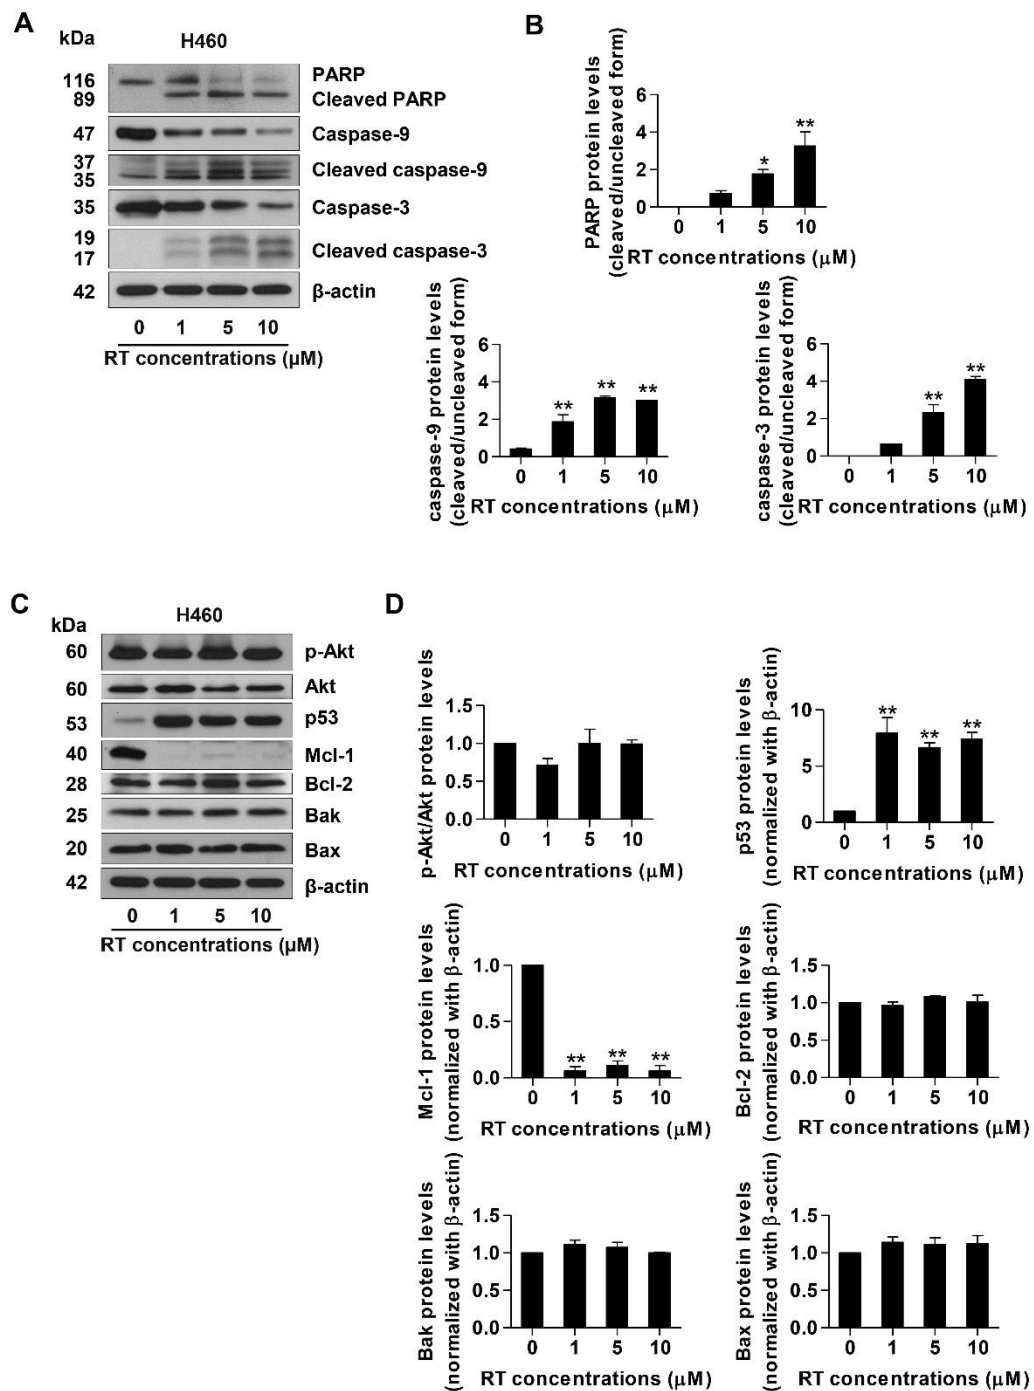 A
kDa
H460
116
PARP
89
Cleaved PARP
47
Caspase-9
37
35
Cleaved caspase-9
35
Caspase-3
19
17
Cleaved caspase-3
42
β-actin
0 1 5 10
RT concentrations (μM)
B
PARP protein levels
(cleaved/uncleaved form)
6
4
2
0
*
**
0 1 5 10
RT concentrations (μM)
caspase-9 protein levels
(cleaved/uncleaved form)
6
4
2
0
** ** **
0 1 5 10
RT concentrations (μM)
caspase-3 protein levels
(cleaved/uncleaved form)
6
4
2
0
** **
0 1 5 10
RT concentrations (μM)
C
kDa
H460
60
p-Akt
60
Akt
53
p53
40
Mcl-1
28
Bcl-2
25
Bak
20
Bax
42
β-actin
0 1 5 10
RT concentrations (μM)
D
p-Akt/Akt protein levels
1.5
1.0
0.5
0.0
0 1 5 10
RT concentrations (μM)
p53 protein levels
(normalized with β-actin)
10
5
0
** ** **
0 1 5 10
RT concentrations (μM)
Mcl-1 protein levels
(normalized with β-actin)
1.0
0.5
0.0
** ** **
0 1 5 10
RT concentrations (μM)
Bcl-2 protein levels
(normalized with β-actin)
1.5
1.0
0.5
0.0
0 1 5 10
RT concentrations (μM)
Bak protein levels
(normalized with β-actin)
1.5
1.0
0.5
0.0
0 1 5 10
RT concentrations (μM)
Bax protein levels
(normalized with β-actin)
1.5
1.0
0.5
0.0
0 1 5 10
RT concentrations (μM)